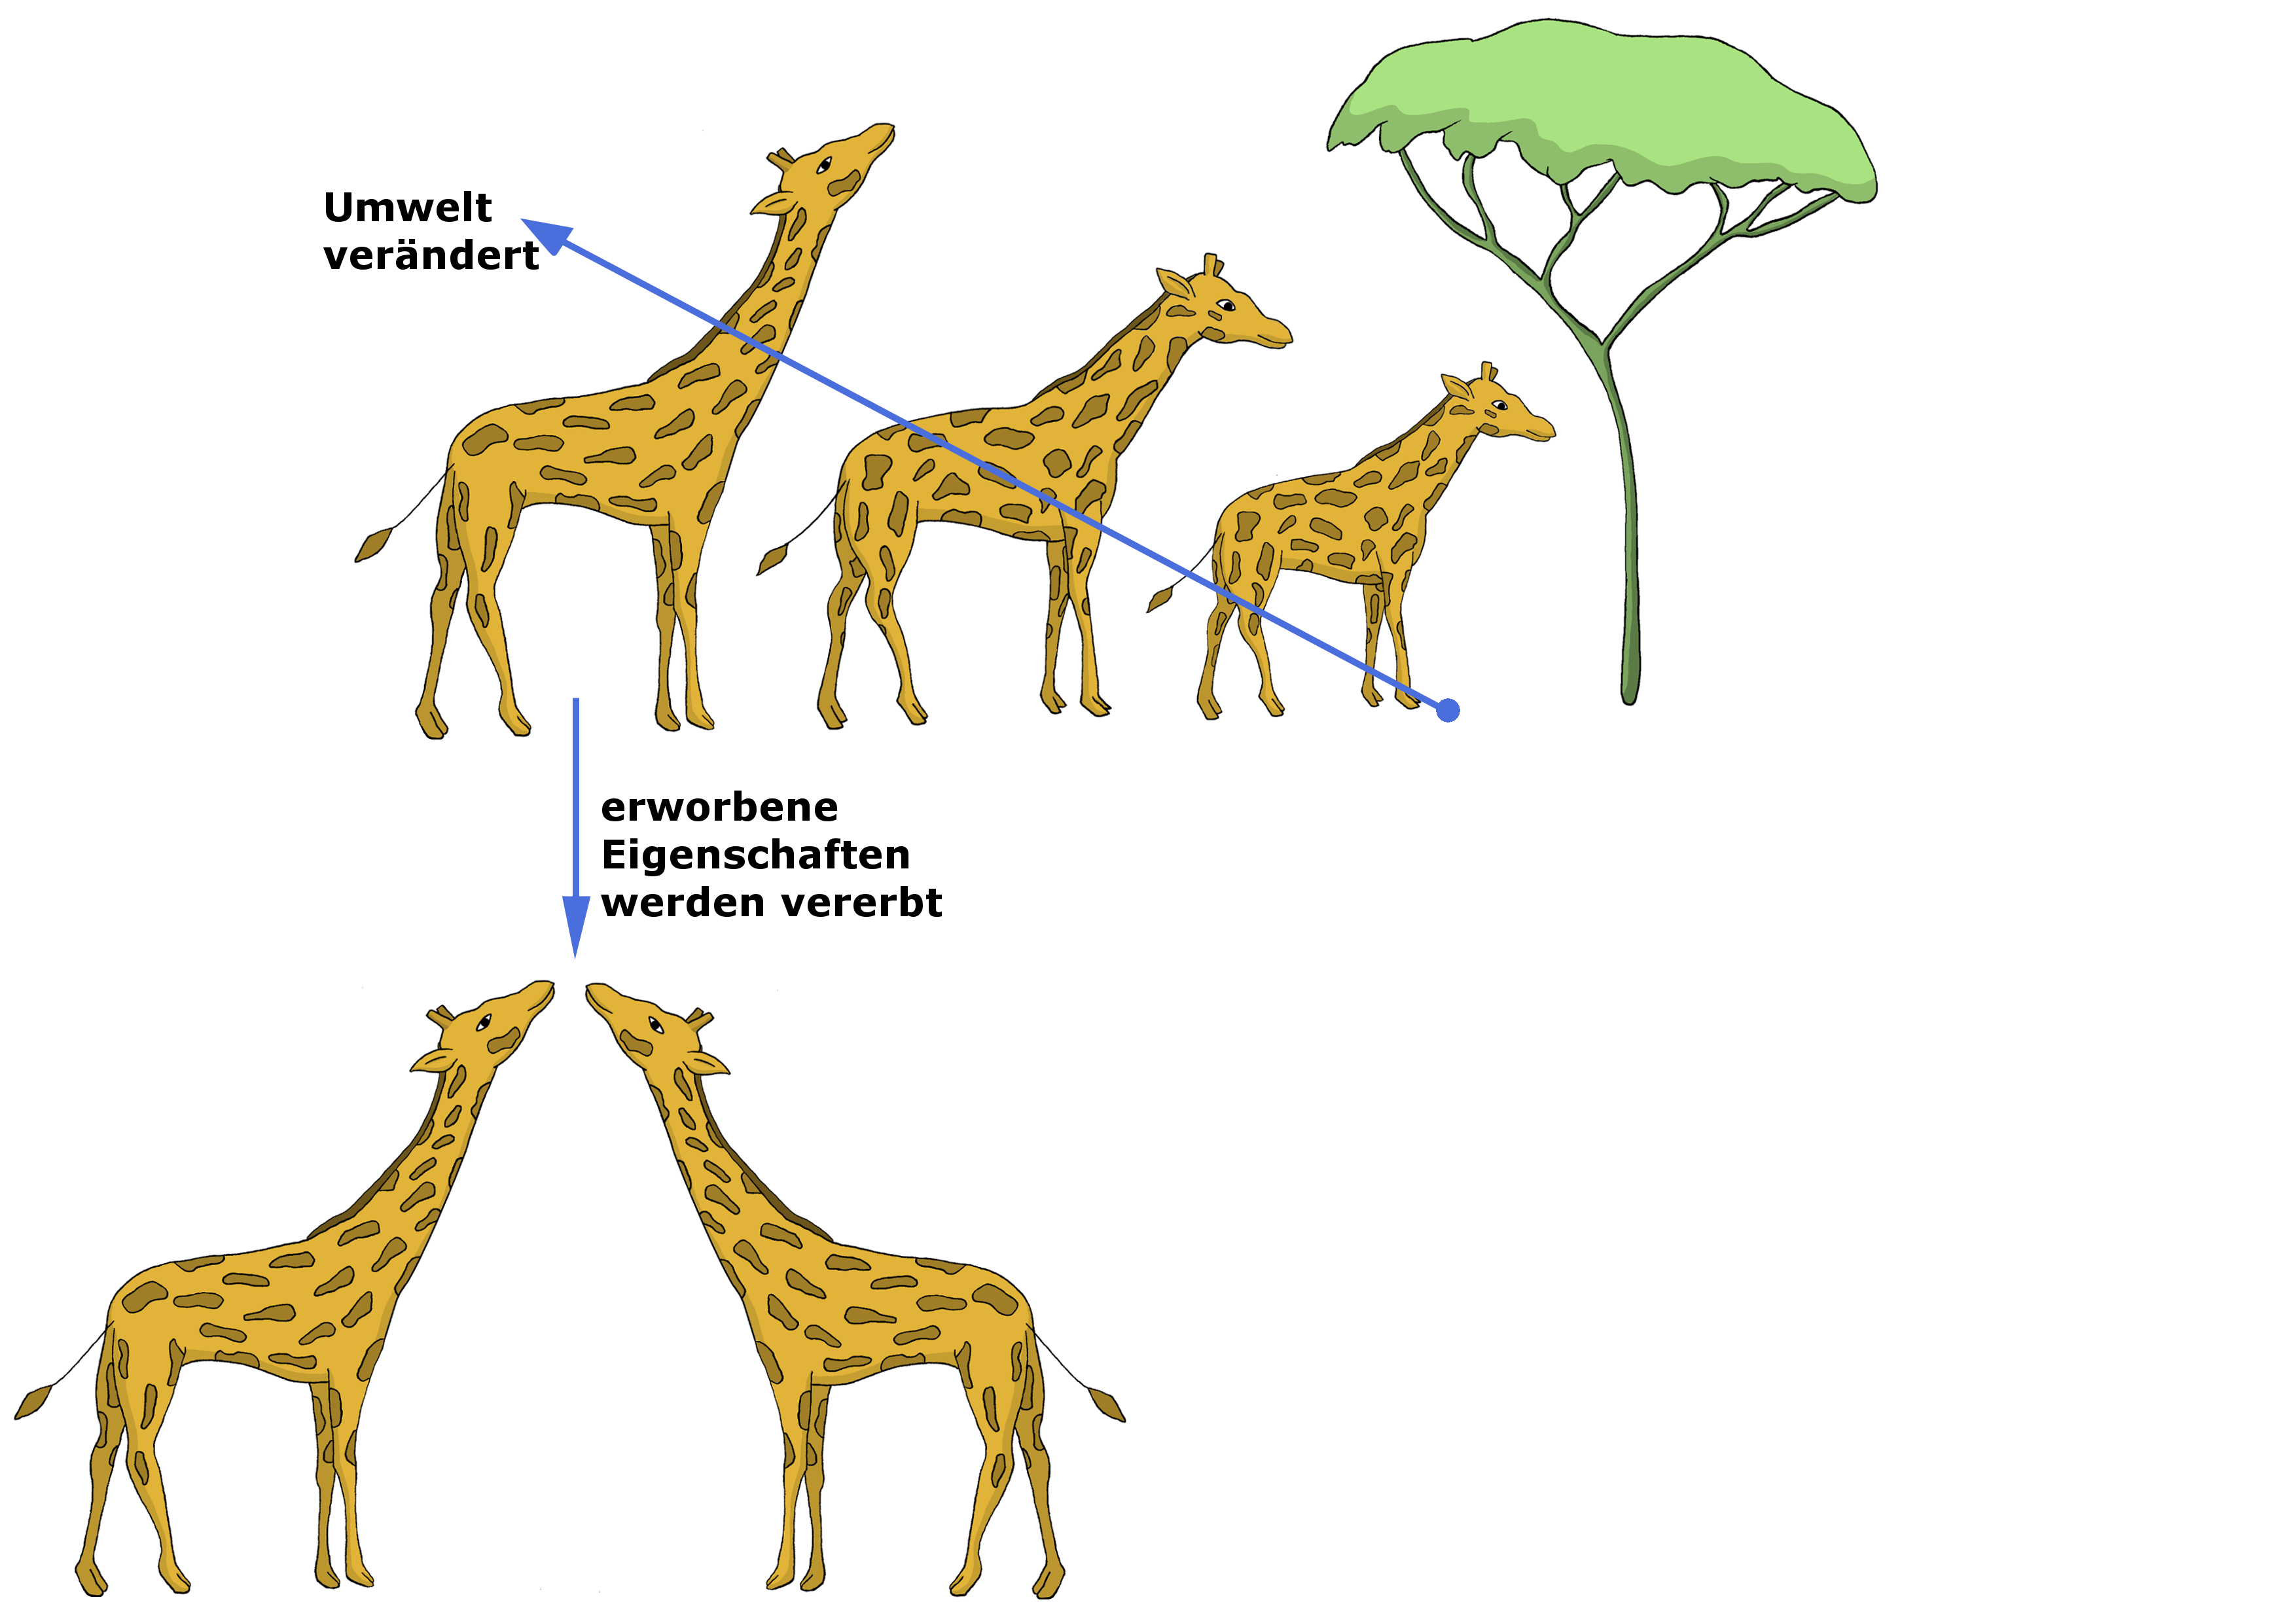 Umwelt
verändert
erworbene
Eigenschaften
werden vererbt